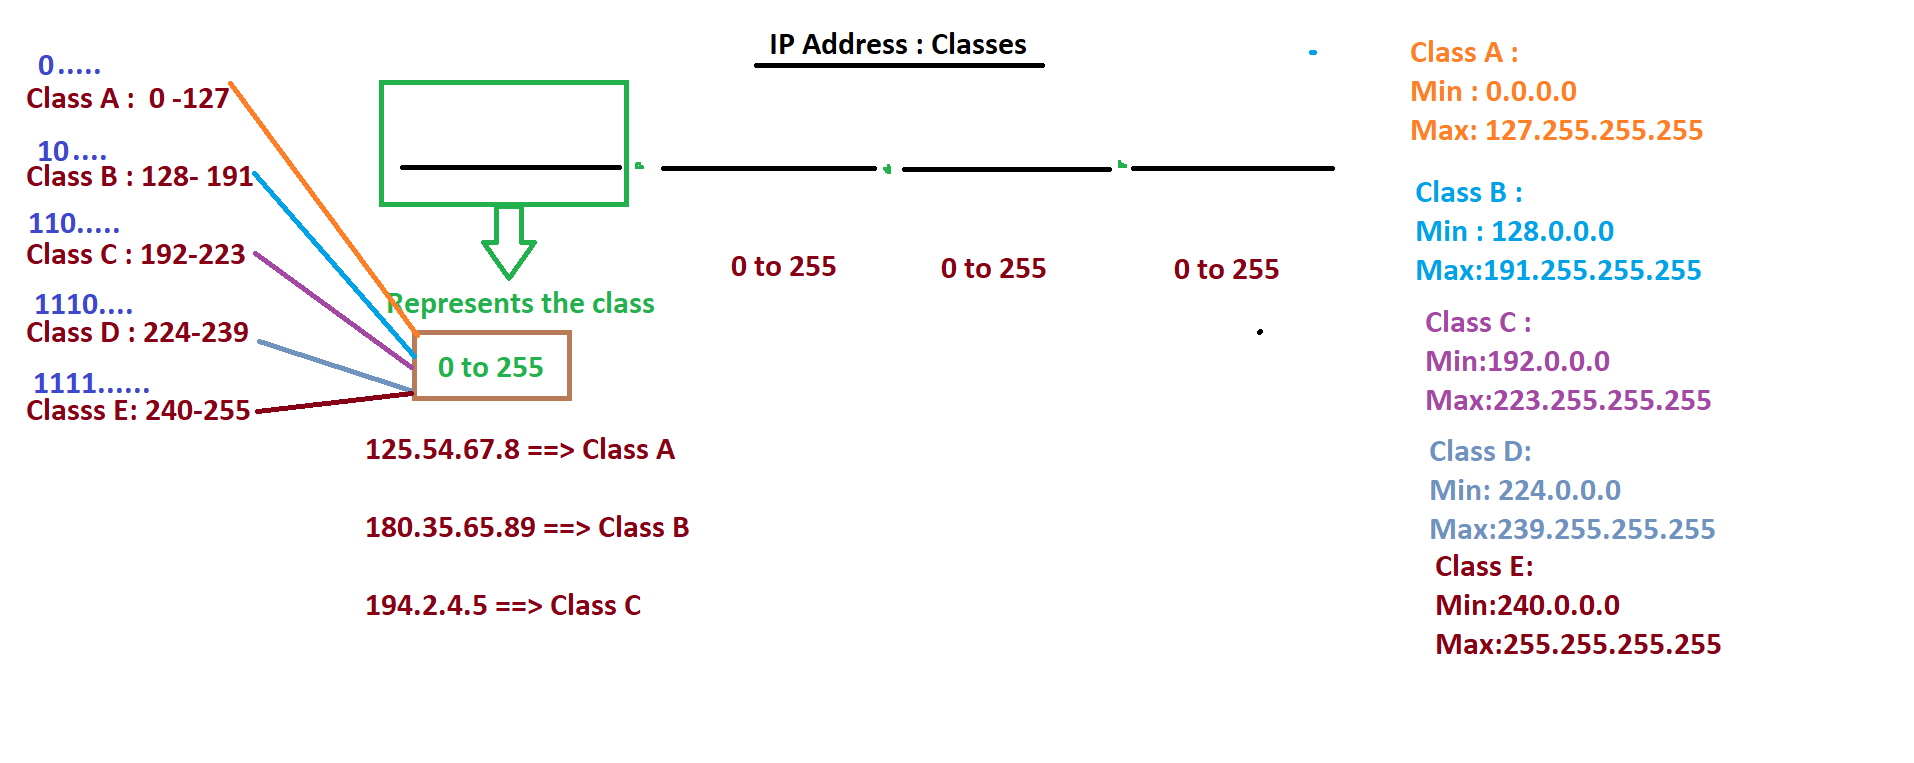 IP Address : Classes
0.....
Class A :  0 -127
10....
Class B : 128- 191
110.....
Class C : 192-223
1110....
Class D : 224-239
1111......
Classs E: 240-255
0 to 255
0 to 255
0 to 255
Represents the class
0 to 255
125.54.67.8 ==> Class A
180.35.65.89 ==> Class B
194.2.4.5 ==> Class C
Class A :
Min : 0.0.0.0
Max: 127.255.255.255
Class B :
Min : 128.0.0.0
Max:191.255.255.255
Class C :
Min:192.0.0.0
Max:223.255.255.255
Class D:
Min: 224.0.0.0
Max:239.255.255.255
Class E:
Min:240.0.0.0
Max:255.255.255.255